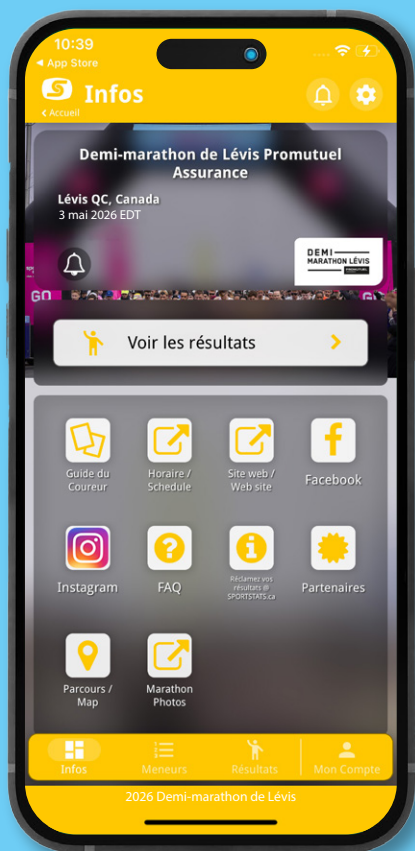 10:39
◀ App Store
S
Infos
< Accueil
Demi-marathon de Lévis Promutuel
Assurance
Lévis QC, Canada
3 mai 2026 EDT
DEMI
MARATHON LÉVIS
PROMUTUEL
GO
GO
Voir les résultats
Guide du
Coureur
Horaire /
Schedule
Site web /
Web site
Facebook
Instagram
FAQ
Réclamez vos
résultats @
SPORTSTATS.ca
Partenaires
Parcours /
Map
Marathon
Photos
Infos
Meneurs
Résultats
Mon Compte
2026 Demi-marathon de Lévis